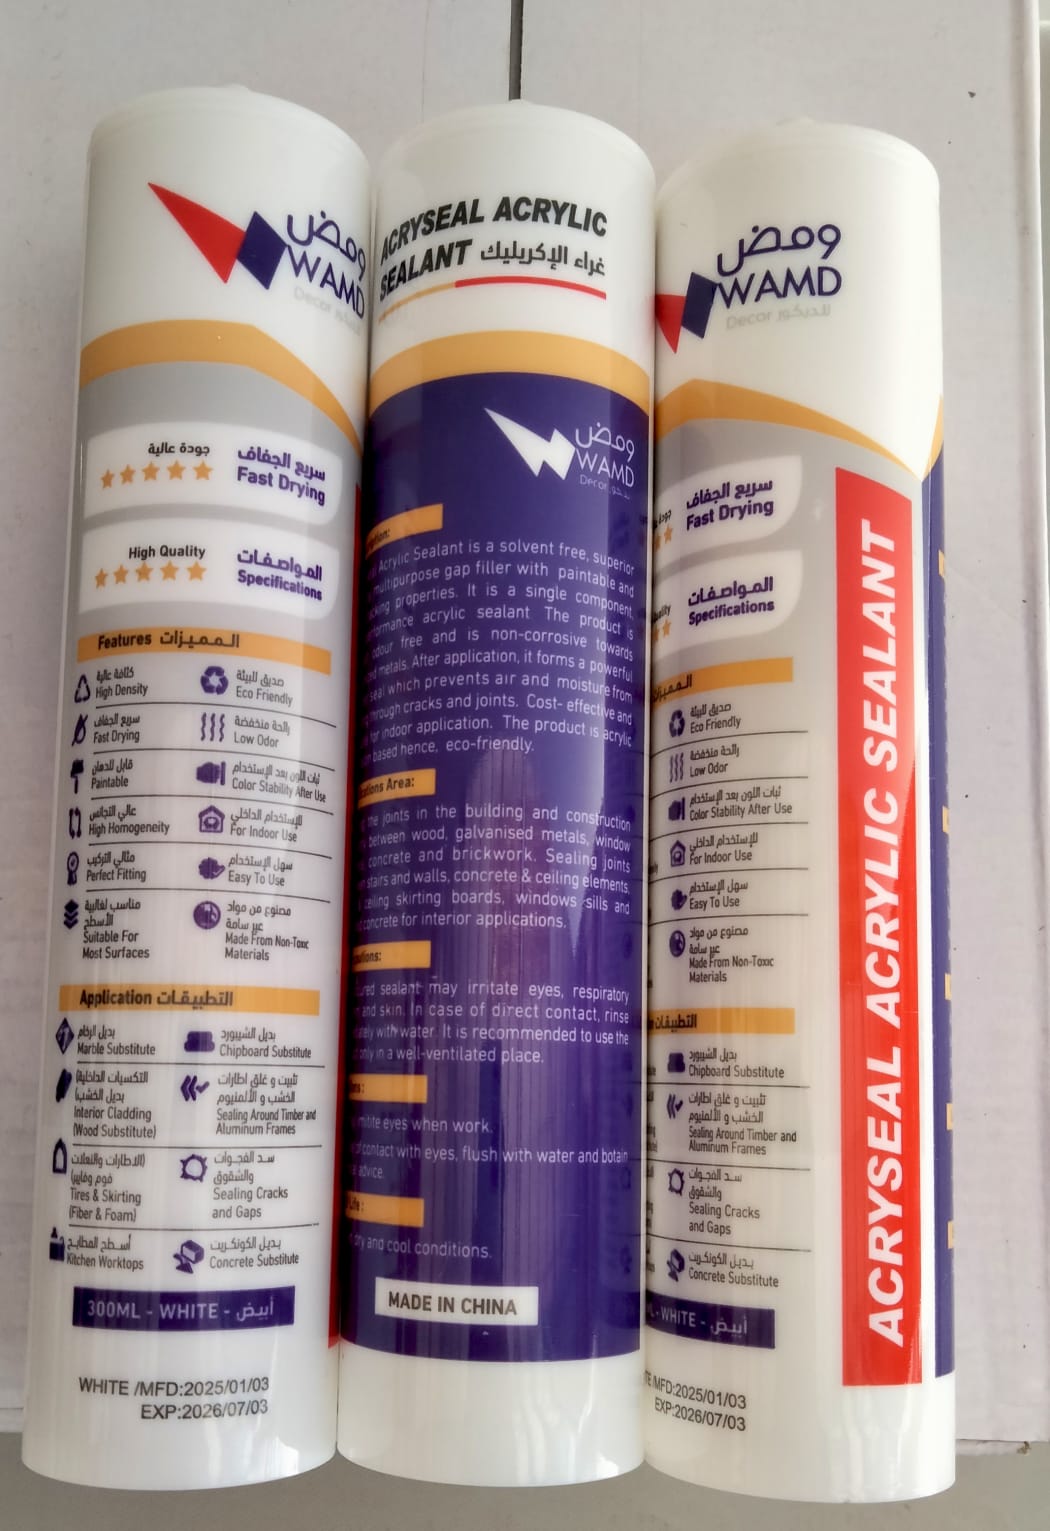 ومض
WAMD
Decor للديكور
جودة عالية
سريع الجفاف
Fast Drying
High Quality
المواصفات
Specifications
Features المميزات
كثافة عالية
High Density
صديق للبيئة
Eco Friendly
سريع الجفاف
Fast Drying
رائحة منخفضة
Low Odor
قابل للدهان
Paintable
ثبات اللون بعد الإستخدام
Color Stability After Use
عالي التجانس
High Homogeneity
للإستخدام الداخلي
For Indoor Use
مثالي التركيب
Perfect Fitting
سهل الإستخدام
Easy To Use
مناسب لغالبية
الأسطح
Suitable For
Most Surfaces
مصنوع من مواد
غير سامة
Made From Non-Toxic
Materials
Application التطبيقات
بديل الرخام
Marble Substitute
بديل الشيبورد
Chipboard Substitute
التكسيات الداخلية
(بديل الخشب)
Interior Cladding
(Wood Substitute)
تثبيت و غلق اطارات
الخشب و الألمنيوم
Sealing Around Timber and
Aluminum Frames
(الاطارات والنعلات
فوم وفايبر)
Tires & Skirting
(Fiber & Foam)
سد الفجوات
والشقوق
Sealing Cracks
and Gaps
أسطح المطابخ
Kitchen Worktops
بديل الكونكريت
Concrete Substitute
300ML - WHITE - أبيض
WHITE /MFD:2025/01/03
EXP:2026/07/03
ACRYSEAL ACRYLIC
SEALANT غراء الإكريليك
ومض
WAMD
Decor
Acrylic Sealant is a solvent free, superior
multipurpose gap filler with paintable and
properties. It is a single component,
acrylic sealant. The product is
odour free and is non-corrosive towards
metals. After application, it forms a powerful
seal which prevents air and moisture from
through cracks and joints. Cost- effective and
for indoor application. The product is acrylic
based hence, eco-friendly.
Area:
the joints in the building and construction
between wood, galvanised metals, window
concrete and brickwork. Sealing joints
stairs and walls, concrete & ceiling elements,
ceiling skirting boards, windows sills and
concrete for interior applications.
sealant may irritate eyes, respiratory
and skin. In case of direct contact, rinse
with water. It is recommended to use the
only in a well-ventilated place.
eyes when work.
contact with eyes, flush with water and botain
advice.
dry and cool conditions.
MADE IN CHINA
ومض
WAMD
Decor للديكور
سريع الجفاف
Fast Drying
المواصفات
Specifications
صديق للبيئة
Eco Friendly
رائحة منخفضة
Low Odor
ثبات اللون بعد الإستخدام
Color Stability After Use
للإستخدام الداخلي
For Indoor Use
سهل الإستخدام
Easy To Use
مصنوع من مواد
غير سامة
Made From Non-Toxic
Materials
التطبيقات
بديل الشيبورد
Chipboard Substitute
تثبيت و غلق اطارات
الخشب و الألمنيوم
Sealing Around Timber and
Aluminum Frames
سد الفجوات
والشقوق
Sealing Cracks
and Gaps
بديل الكونكريت
Concrete Substitute
WHITE - أبيض
MFD:2025/01/03
EXP:2026/07/03
ACRYSEAL ACRYLIC SEALANT